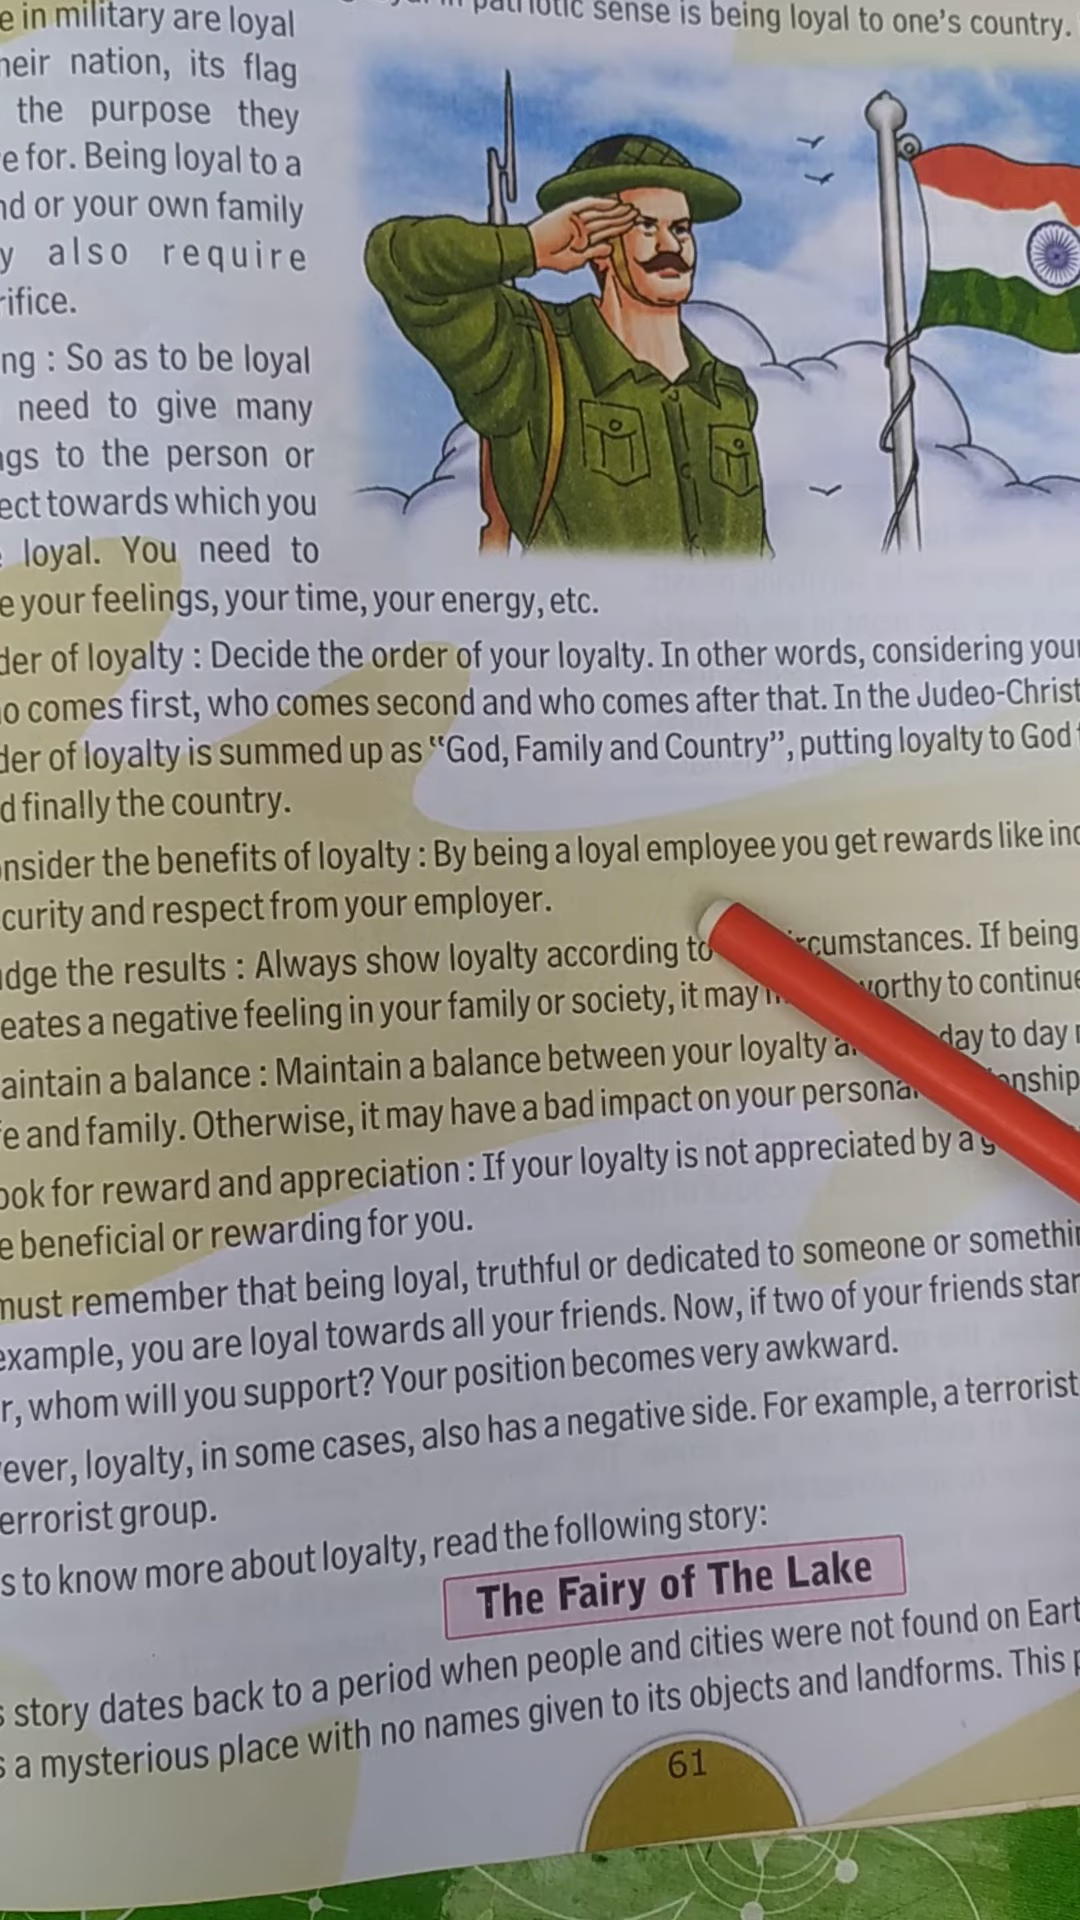 patriotic sense is being loyal to one's country.
e in military are loyal
heir nation, its flag
the purpose they
e for. Being loyal to a
nd or your own family
y also require
rifice.
ng : So as to be loyal
need to give many
ngs to the person or
ect towards which you
loyal. You need to
e your feelings, your time, your energy, etc.
der of loyalty : Decide the order of your loyalty. In other words, considering your
o comes first, who comes second and who comes after that. In the Judeo-Christ
der of loyalty is summed up as "God, Family and Country", putting loyalty to God
d finally the country.
onsider the benefits of loyalty : By being a loyal employee you get rewards like inc
curity and respect from your employer.
udge the results : Always show loyalty according to circumstances. If being
eates a negative feeling in your family or society, it may worthy to continue
aintain a balance : Maintain a balance between your loyalty day to day
e and family. Otherwise, it may have a bad impact on your personal onship
ook for reward and appreciation : If your loyalty is not appreciated by a
e beneficial or rewarding for you.
must remember that being loyal, truthful or dedicated to someone or somethin
example, you are loyal towards all your friends. Now, if two of your friends star
r, whom will you support? Your position becomes very awkward.
ever, loyalty, in some cases, also has a negative side. For example, a terrorist
errorist group.
s to know more about loyalty, read the following story:
The Fairy of The Lake
s story dates back to a period when people and cities were not found on Eart
s a mysterious place with no names given to its objects and landforms. This
61